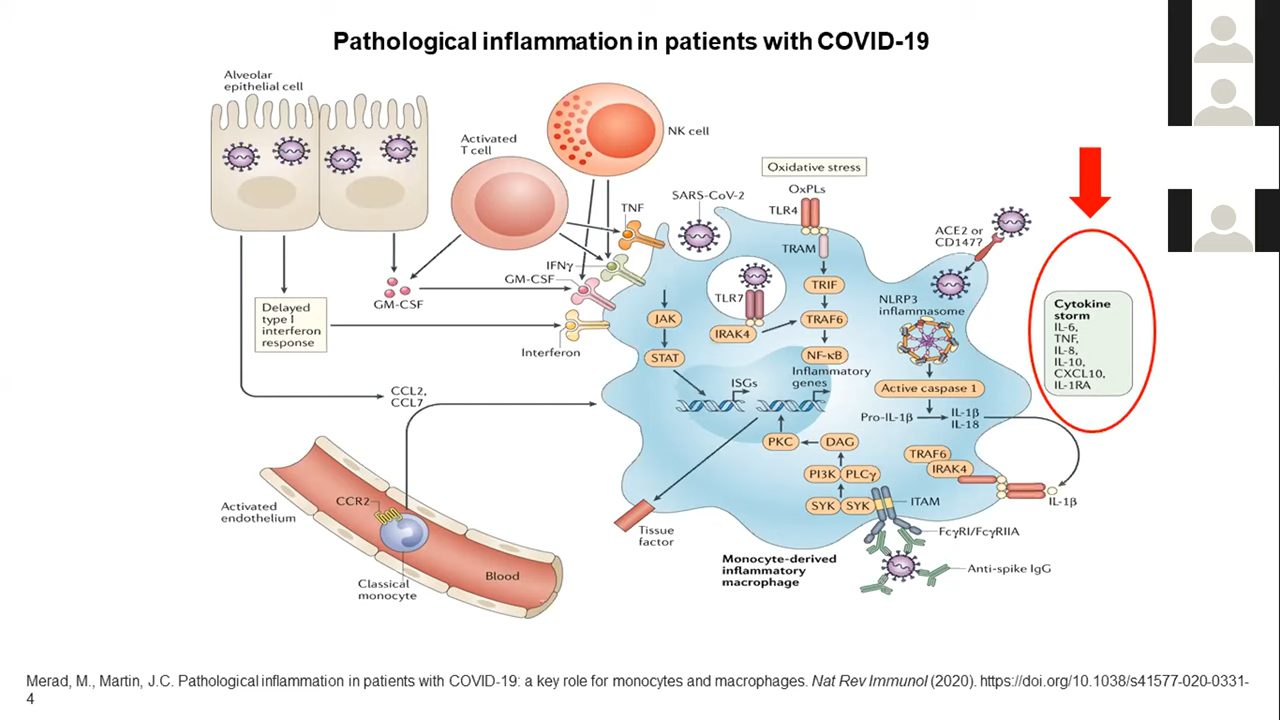 Pathological inflammation in patients with COVID-19
Alveolar
epithelial cell
Activated
T cell
NK cell
Oxidative stress
OxPLs
TLR4
TRAM
SARS-CoV-2
TNF
IFNγ
GM-CSF
GM-CSF
Delayed
type I
interferon
response
Interferon
CCL2,
CCL7
JAK
STAT
ISGs
TLR7
IRAK4
TRIF
TRAF6
NF-κB
Inflammatory
genes
ACE2 or
CD147?
NLRP3
inflammasome
Active caspase 1
Pro-IL-1β
IL-1β
IL-18
Cytokine
storm
IL-6,
TNF,
IL-8,
IL-10,
CXCL10,
IL-1RA
PKC
DAG
PI3K
PLCγ
SYK
SYK
TRAF6
IRAK4
IL-1β
ITAM
FcγRI/FcγRIIA
Anti-spike IgG
Tissue
factor
Monocyte-derived
inflammatory
macrophage
CCR2
Activated
endothelium
Classical
monocyte
Blood
Merad, M., Martin, J.C. Pathological inflammation in patients with COVID-19: a key role for monocytes and macrophages. Nat Rev Immunol (2020). https://doi.org/10.1038/s41577-020-0331-
4